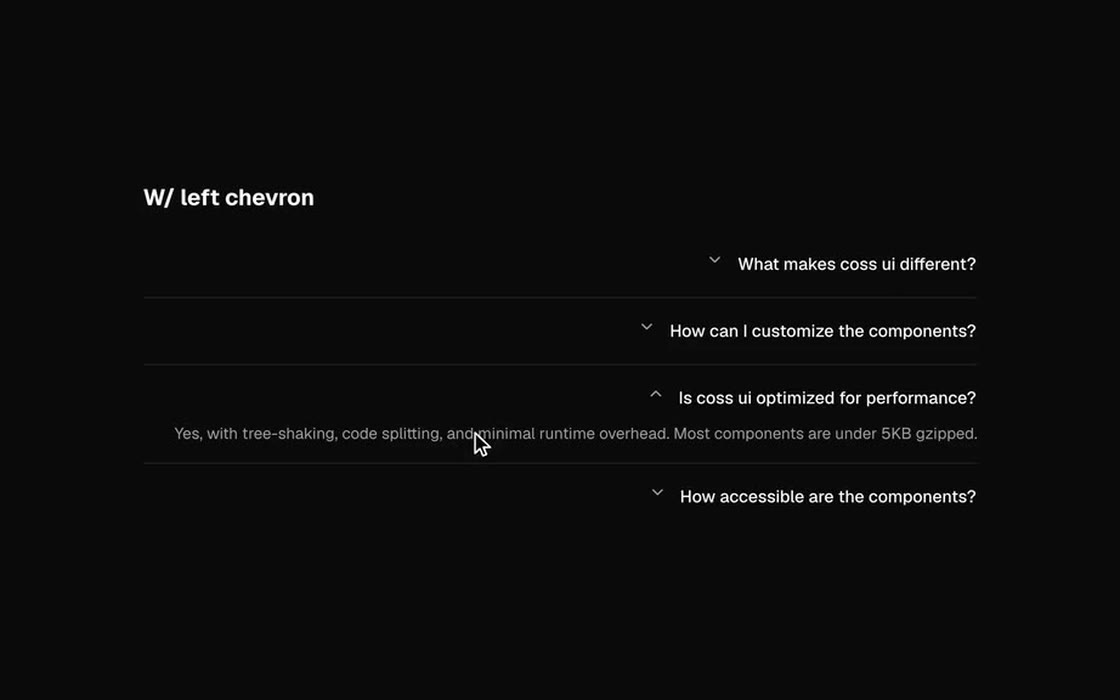 W/ left chevron
What makes coss ui different?
How can I customize the components?
Is coss ui optimized for performance?
Yes, with tree-shaking, code splitting, and minimal runtime overhead. Most components are under 5KB gzipped.
How accessible are the components?